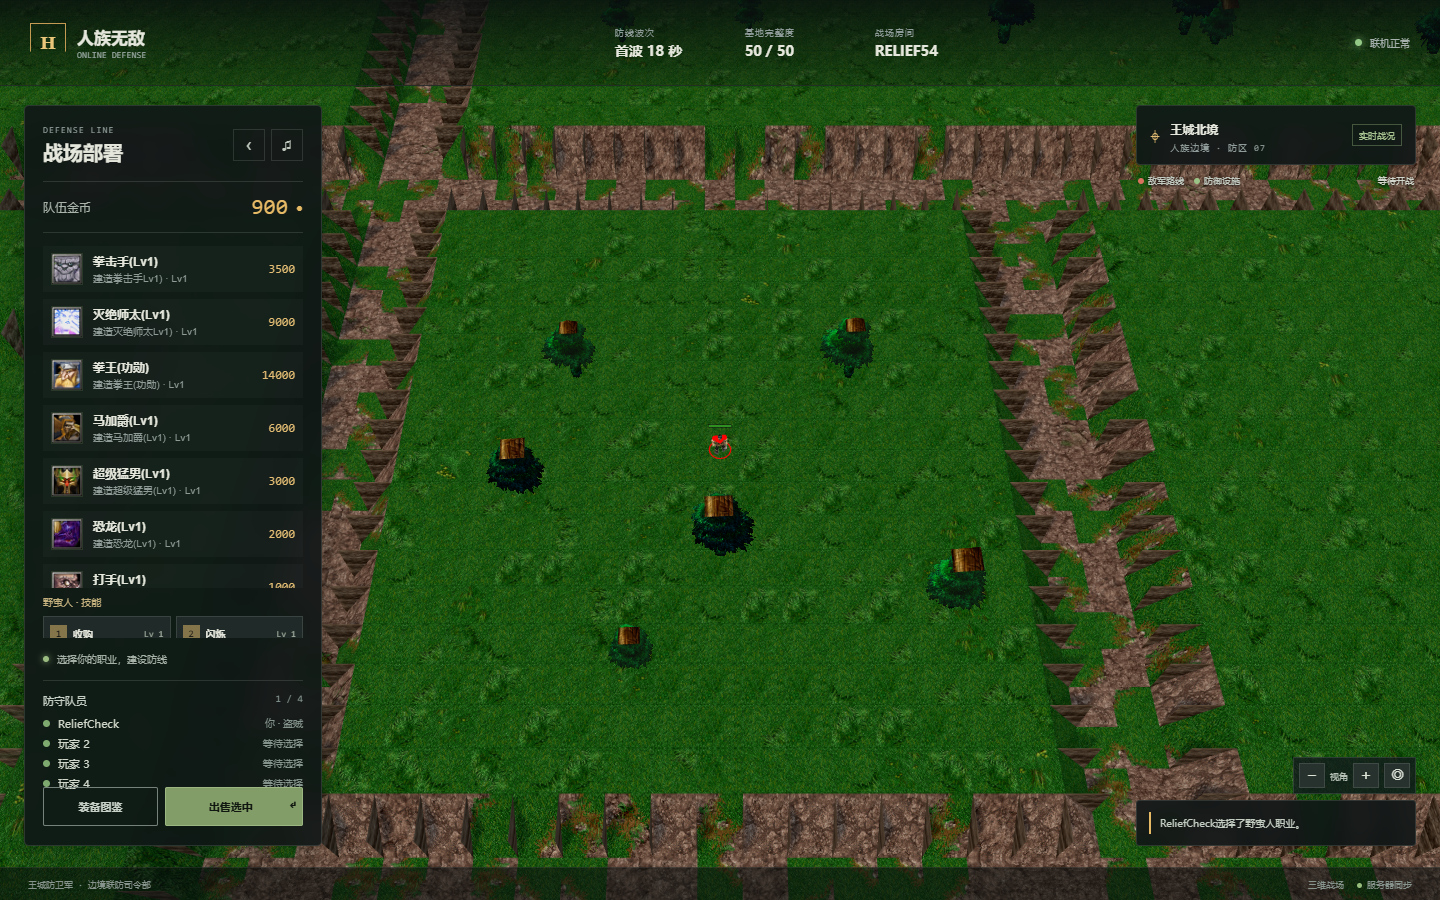 H
人族无敌
ONLINE DEFENSE
防线波次
首波 18 秒
基地完整度
50 / 50
战场房间
RELIEF54
联机正常
DEFENSE LINE
战场部署
队伍金币
900
拳击手(Lv1)
建造拳击手Lv1) · Lv1
3500
灭绝师太(Lv1)
建造灭绝师太Lv1) · Lv1
9000
拳王(功勋)
建造拳王(功勋) · Lv1
14000
马加爵(Lv1)
建造马加爵(Lv1) · Lv1
6000
超级猛男(Lv1)
建造超级猛男(Lv1) · Lv1
3000
恐龙(Lv1)
建造恐龙(Lv1) · Lv1
2000
打手(Lv1)
1000
野蛮人 · 技能
1 收购 Lv 1
2 闪烁 Lv 1
选择你的职业，建设防线
防守队员
1 / 4
ReliefCheck
你 · 盗贼
玩家 2
等待选择
玩家 3
等待选择
玩家 4
等待选择
装备图鉴
出售选中
王城北境
人族边境 · 防区 07
实时战况
敌军路线
防御设施
等待开战
视角
ReliefCheck选择了野蛮人职业。
王城防卫军 · 边境联防司令部
三维战场
服务器同步